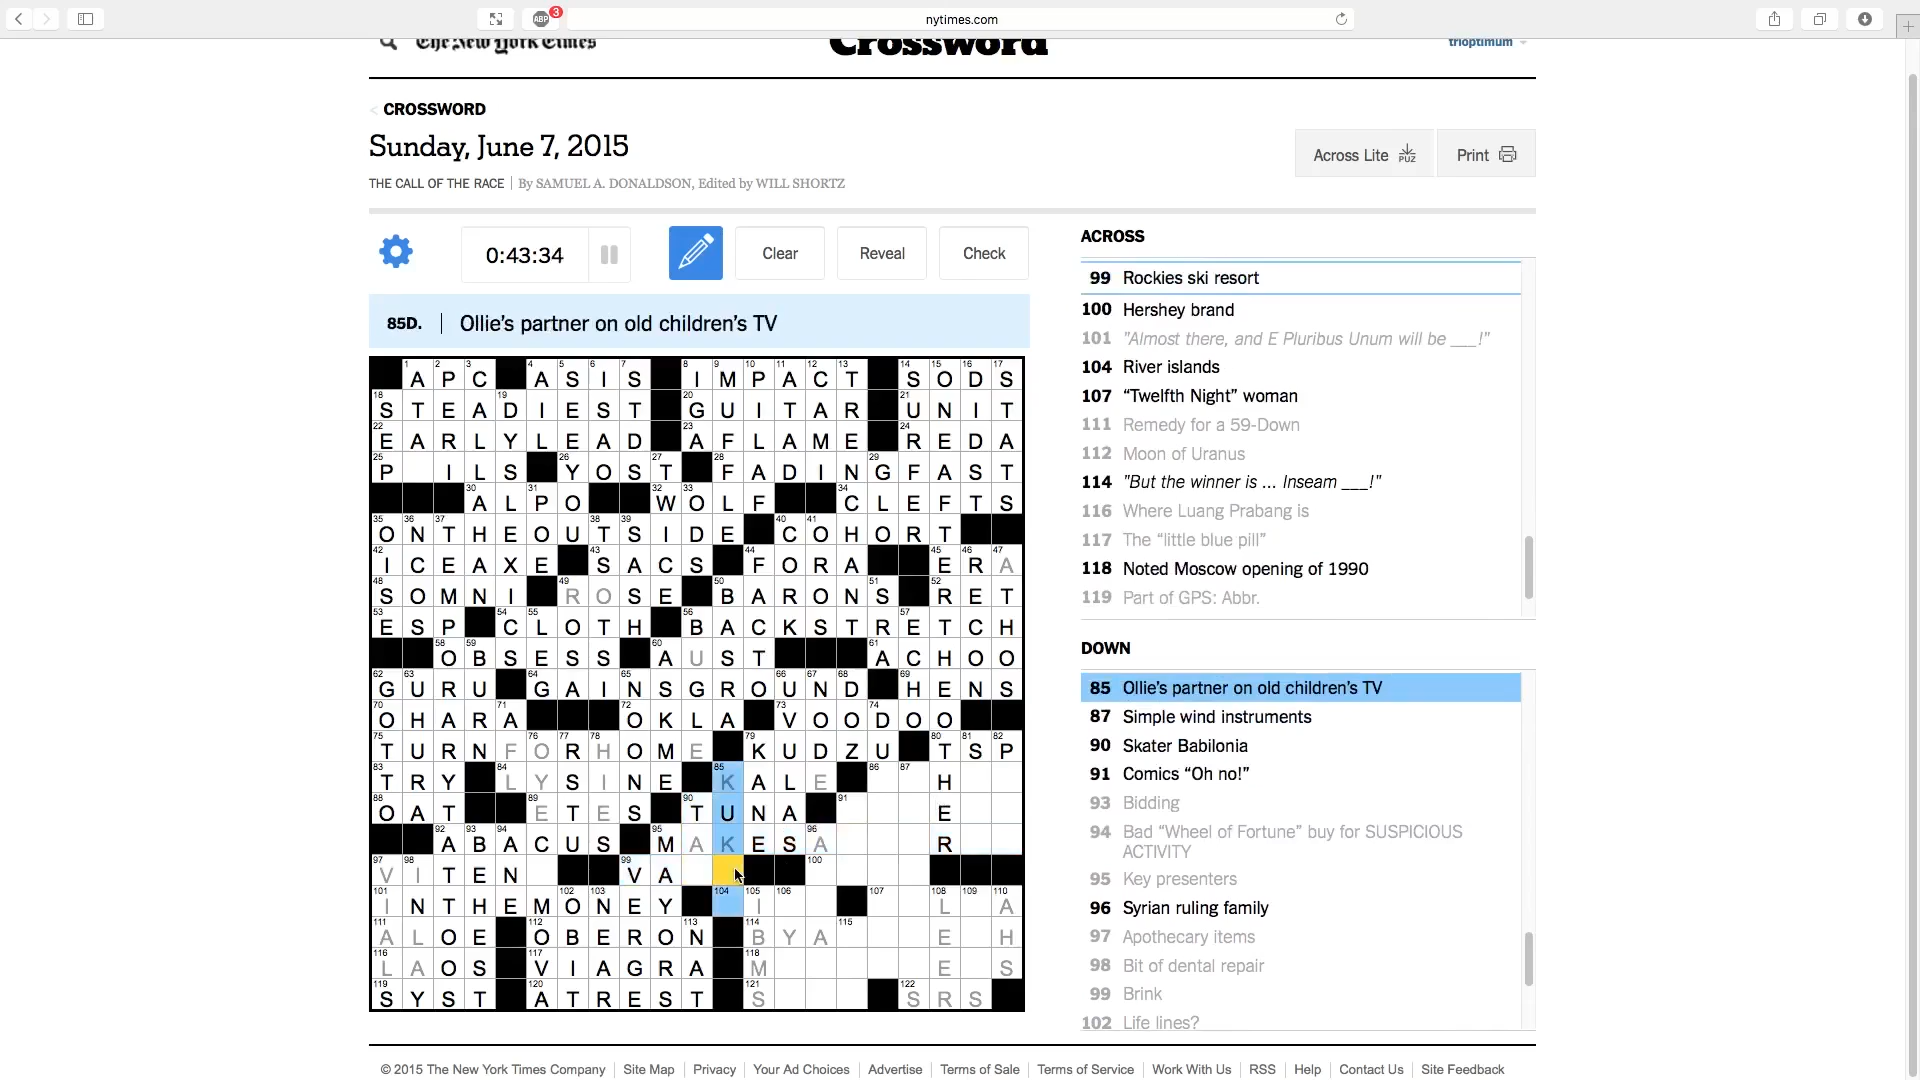 nytimes.com
ABP
3
The New York Times
Crossword
trioptimum
< CROSSWORD
Sunday, June 7, 2015
THE CALL OF THE RACE | By SAMUEL A. DONALDSON, Edited by WILL SHORTZ
Across Lite PUZ
Print
0:43:34
Clear
Reveal
Check
85D. | Ollie's partner on old children's TV
A P C A S I S I M P A C T S O D S
S T E A D I E S T G U I T A R U N I T
E A R L Y L E A D A F L A M E R E D A
P I L S Y O S T F A D I N G F A S T
A L P O W O L F C L E F T S
O N T H E O U T S I D E C O H O R T
I C E A X E S A C S F O R A E R A
S O M N I R O S E B A R O N S R E T
E S P C L O T H B A C K S T R E T C H
O B S E S S A U S T A C H O O
G U R U G A I N S G R O U N D H E N S
O H A R A O K L A V O O D O O
T U R N F O R H O M E K U D Z U T S P
T R Y L Y S I N E K A L E H
O A T E T E S T U N A E
A B A C U S M A K E S A R
V I T E N V A
I N T H E M O N E Y I L A
A L O E O B E R O N B Y A E H
L A O S V I A G R A M E S
S Y S T A T R E S T S S R S
ACROSS
99 Rockies ski resort
100 Hershey brand
101 "Almost there, and E Pluribus Unum will be ___!"
104 River islands
107 “Twelfth Night” woman
111 Remedy for a 59-Down
112 Moon of Uranus
114 "But the winner is ... Inseam ___!"
116 Where Luang Prabang is
117 The “little blue pill”
118 Noted Moscow opening of 1990
119 Part of GPS: Abbr.
DOWN
85 Ollie's partner on old children's TV
87 Simple wind instruments
90 Skater Babilonia
91 Comics “Oh no!”
93 Bidding
94 Bad “Wheel of Fortune” buy for SUSPICIOUS
ACTIVITY
95 Key presenters
96 Syrian ruling family
97 Apothecary items
98 Bit of dental repair
99 Brink
102 Life lines?
© 2015 The New York Times Company | Site Map | Privacy | Your Ad Choices | Advertise | Terms of Sale | Terms of Service | Work With Us | RSS | Help | Contact Us | Site Feedback